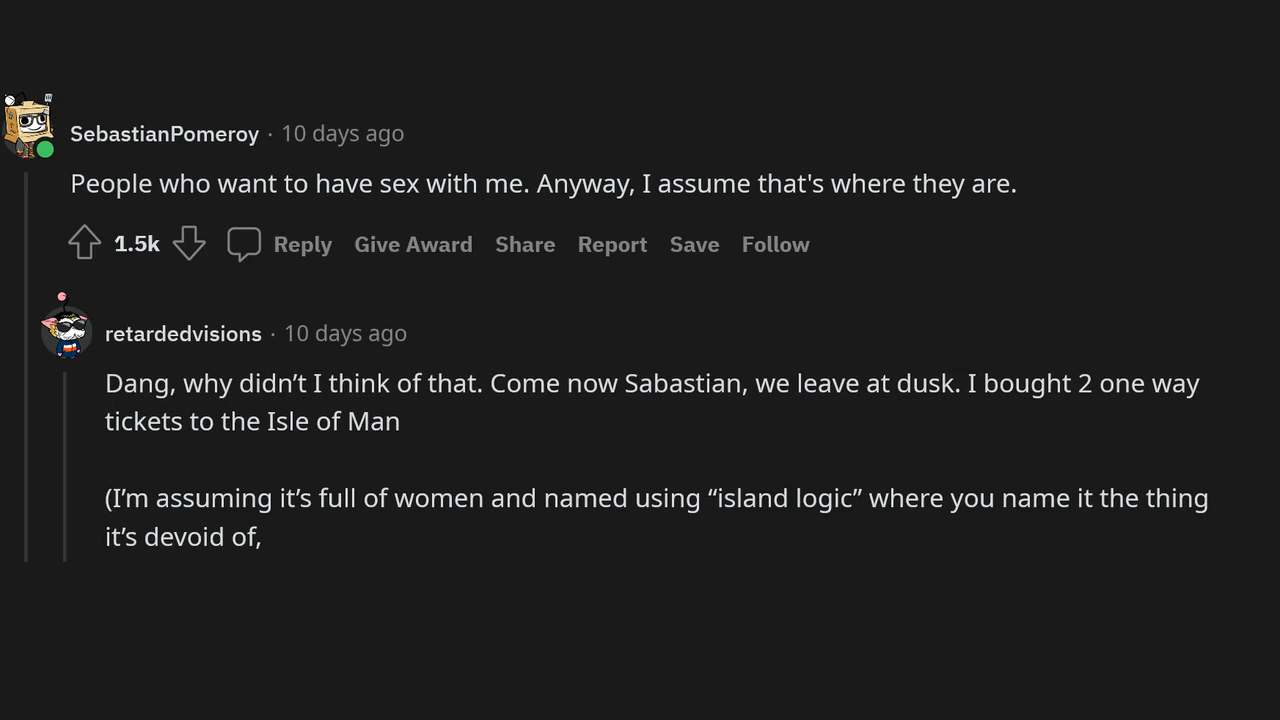 SebastianPomeroy · 10 days ago
People who want to have sex with me. Anyway, I assume that's where they are.
1.5k Reply Give Award Share Report Save Follow
retardedvisions · 10 days ago
Dang, why didn’t I think of that. Come now Sabastian, we leave at dusk. I bought 2 one way
tickets to the Isle of Man
(I’m assuming it’s full of women and named using “island logic” where you name it the thing
it’s devoid of,